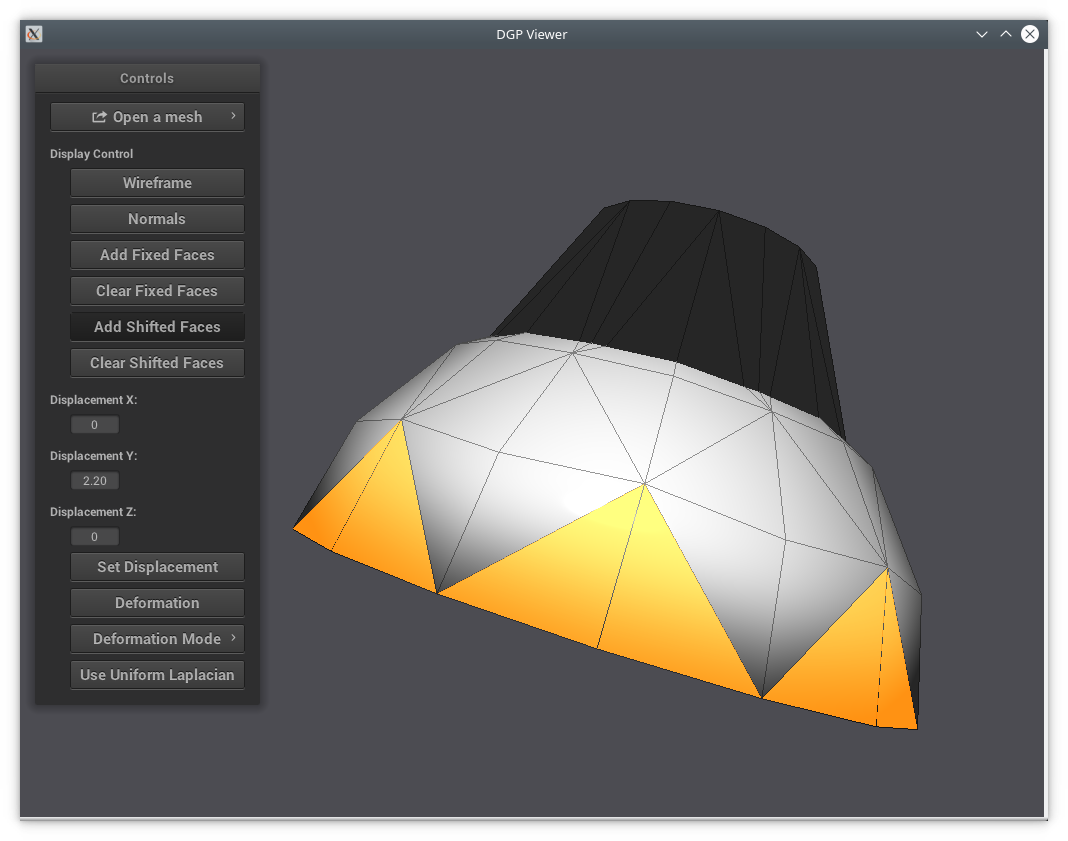 DGP Viewer
Controls
Open a mesh
Display Control
Wireframe
Normals
Add Fixed Faces
Clear Fixed Faces
Add Shifted Faces
Clear Shifted Faces
Displacement X:
0
Displacement Y:
2.20
Displacement Z:
0
Set Displacement
Deformation
Deformation Mode
Use Uniform Laplacian